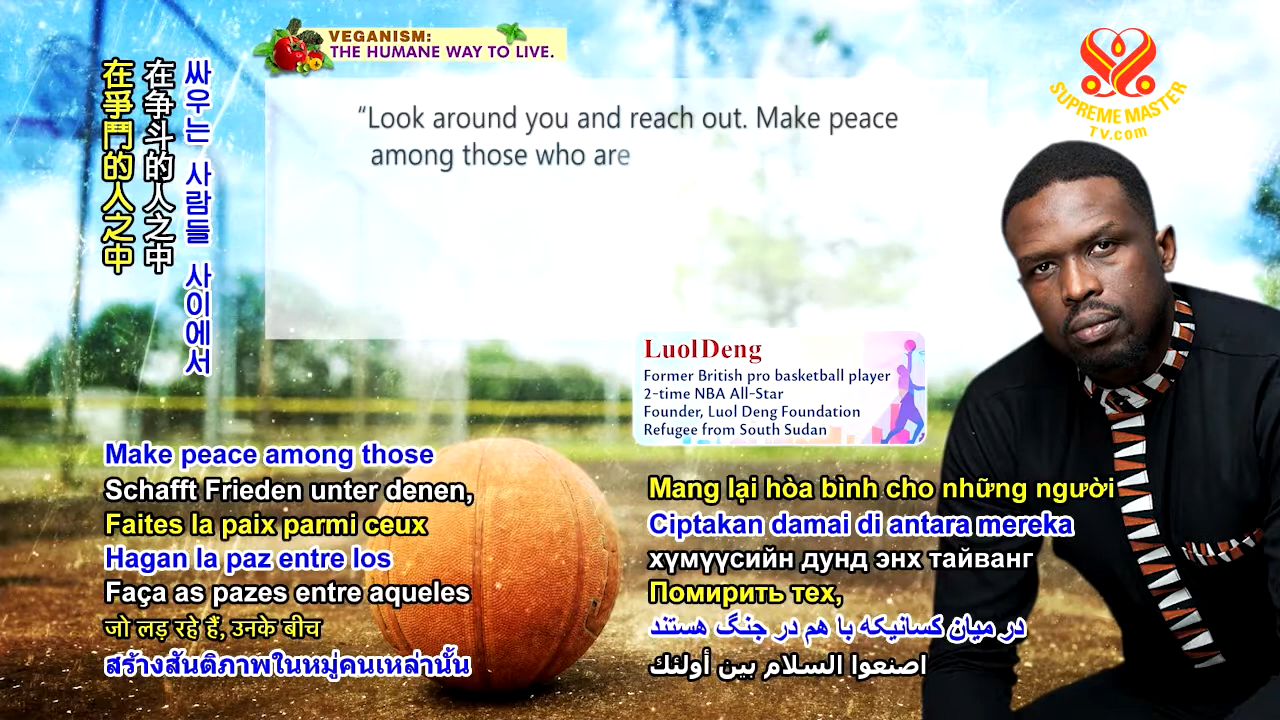 VEGANISM:
THE HUMANE WAY TO LIVE.
SUPREME MASTER
TV.com
“Look around you and reach out. Make peace
among those who are
在爭鬥的人之中
在争斗的人之中
싸우는 사람들 사이에서
Luol Deng
Former British pro basketball player
2-time NBA All-Star
Founder, Luol Deng Foundation
Refugee from South Sudan
Make peace among those
Schafft Frieden unter denen,
Faites la paix parmi ceux
Hagan la paz entre los
Faça as pazes entre aqueles
जो लड़ रहे हैं, उनके बीच
สร้างสันติภาพในหมู่คนเหล่านั้น
Mang lại hòa bình cho những người
Ciptakan damai di antara mereka
хүмүүсийн дунд энх тайванг
Помирить тех,
در میان کسانیکه با هم در جنگ هستند
اصنعوا السلام بين أولئك